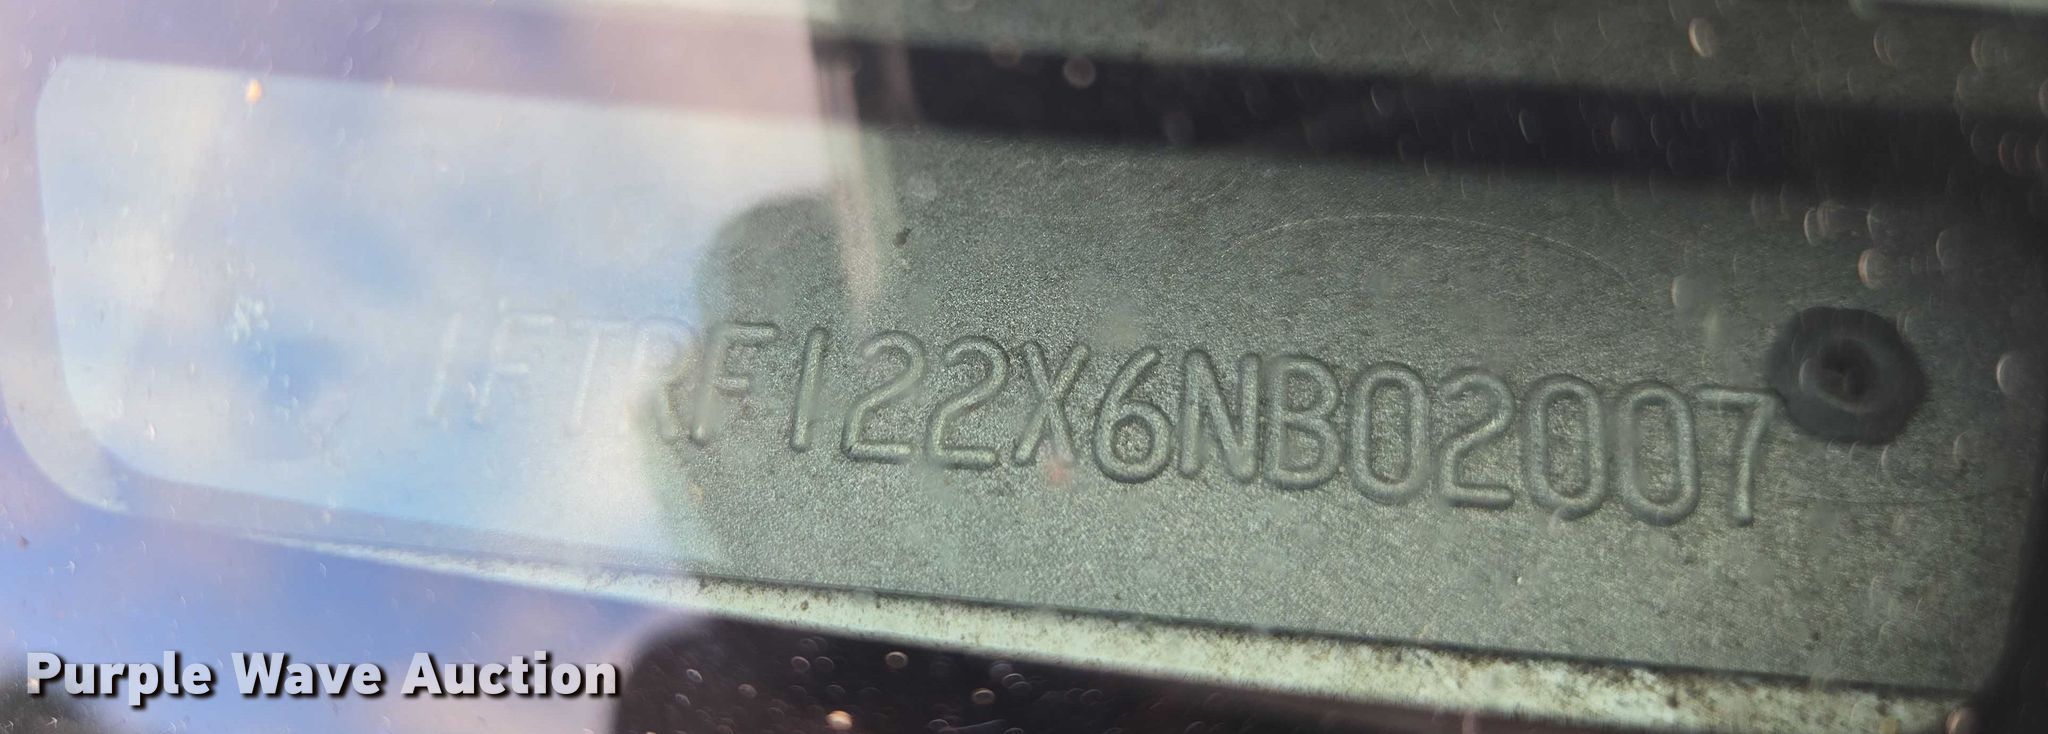 1FTRF122X6NB02007
Purple Wave Auction